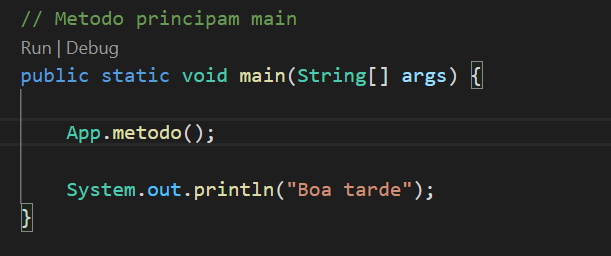 // Metodo principam main
Run | Debug
public static void main(String[] args) {
App.metodo();
System.out.println("Boa tarde");
}